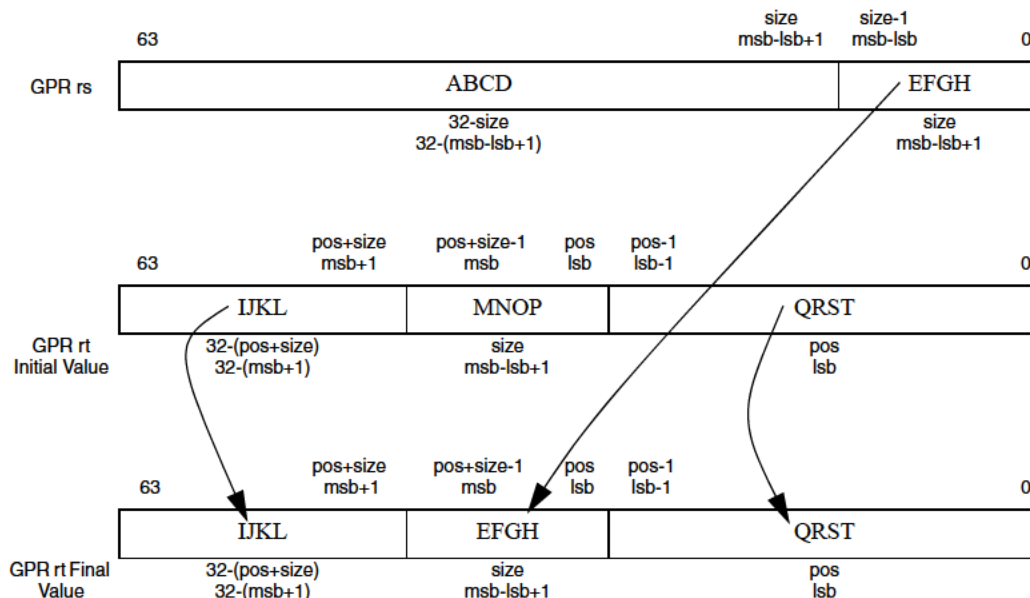 size size-1
63 msb-lsb+1 msb-lsb 0
GPR rs ABCD EFGH
32-size size
32-(msb-lsb+1) msb-lsb+1
pos+size pos+size-1 pos pos-1
63 msb+1 msb lsb lsb-1 0
IJKL MNOP QRST
GPR rt 32-(pos+size) size pos
Initial Value 32-(msb+1) msb-lsb+1 lsb
pos+size pos+size-1 pos pos-1
63 msb+1 msb lsb lsb-1 0
IJKL EFGH QRST
GPR rt Final 32-(pos+size) size pos
Value 32-(msb+1) msb-lsb+1 lsb